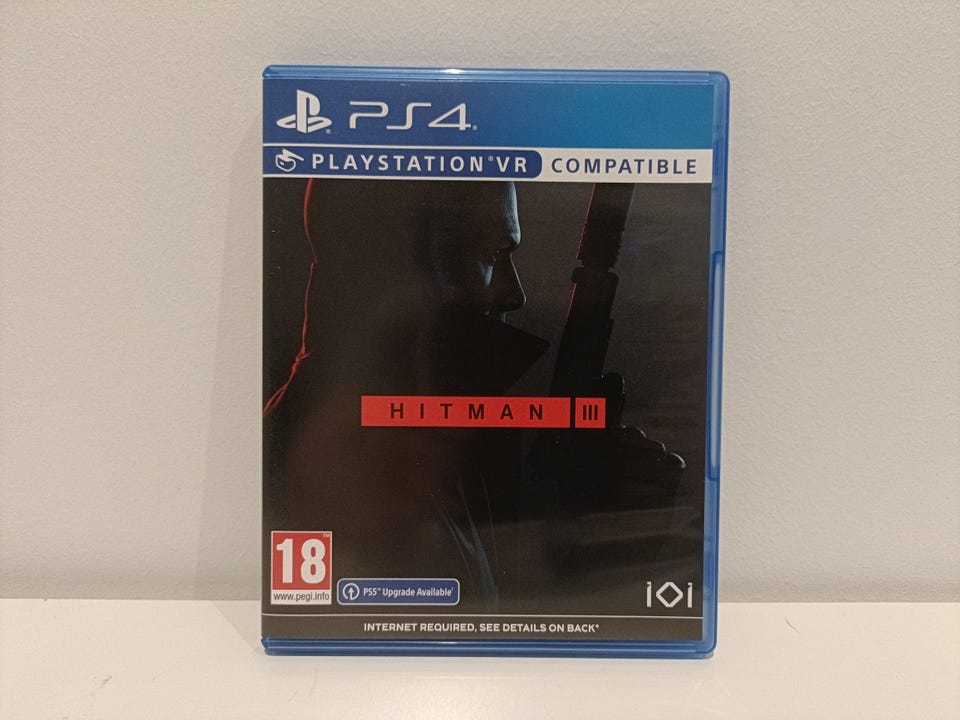 PS4
PLAYSTATION®VR COMPATIBLE
HITMAN III
18
www.pegi.info
PS5™ Upgrade Available*
IOI
INTERNET REQUIRED, SEE DETAILS ON BACK*